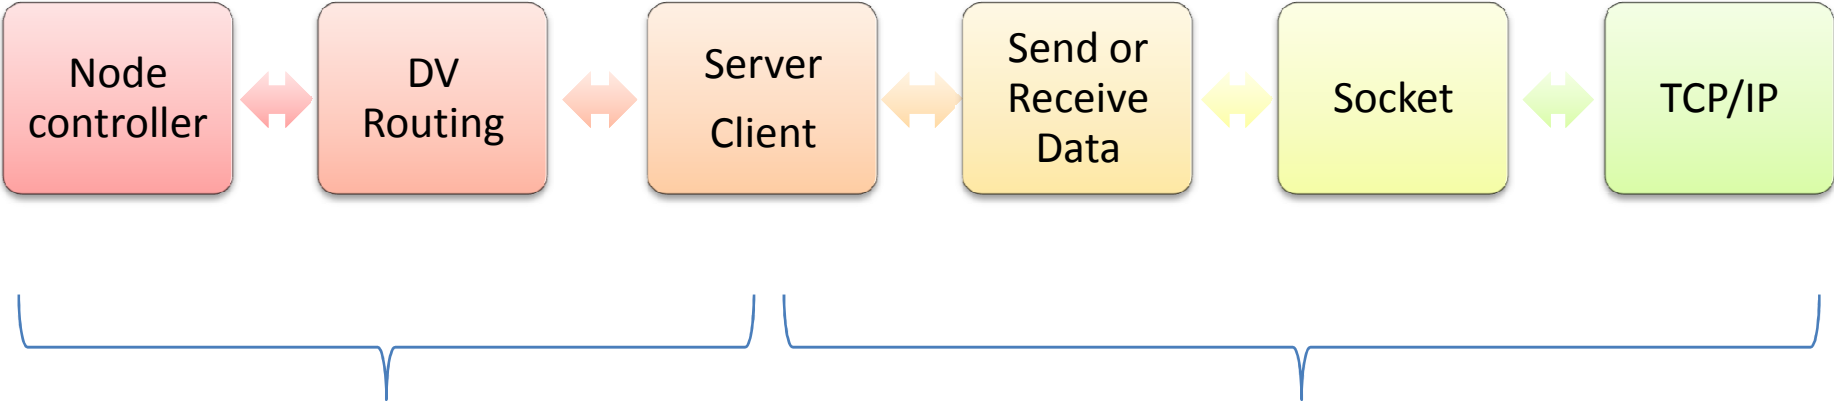 Node
controller
DV
Routing
Server
Client
Send or
Receive
Data
Socket
TCP/IP